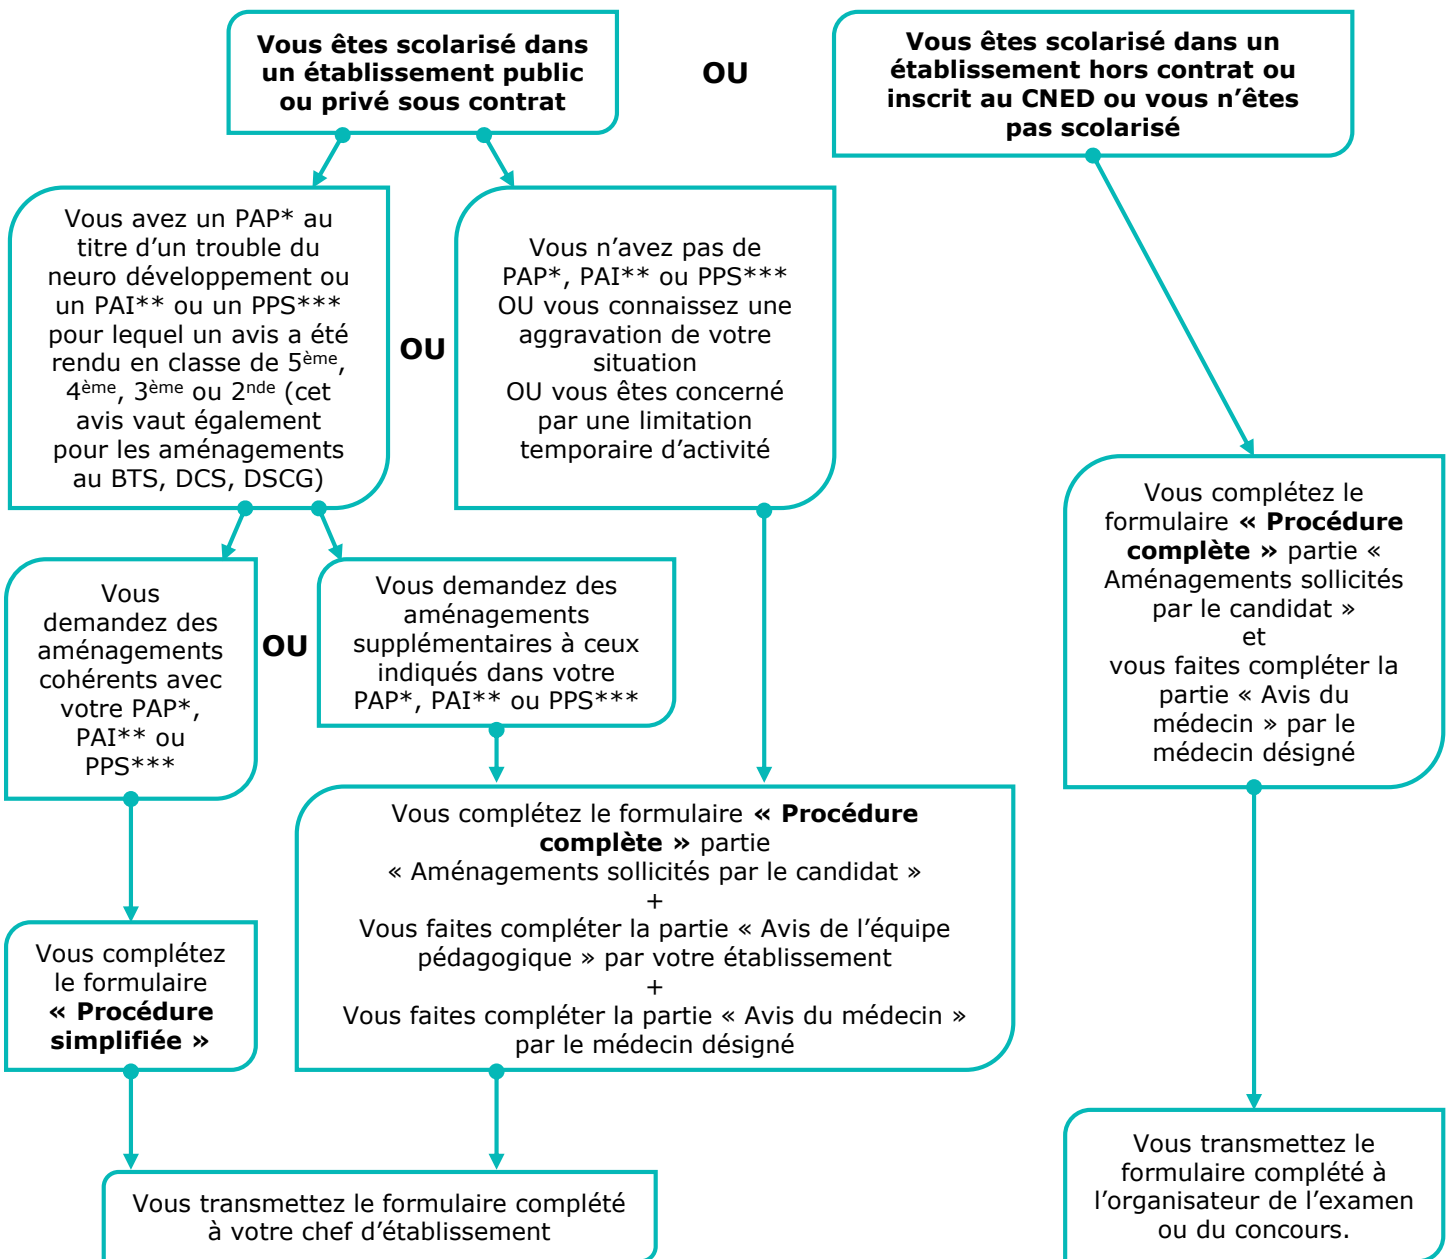 Vous êtes scolarisé dans
un établissement public
ou privé sous contrat
OU
Vous êtes scolarisé dans un
établissement hors contrat ou
inscrit au CNED ou vous n’êtes
pas scolarisé
Vous avez un PAP* au
titre d’un trouble du
neuro développement ou
un PAI** ou un PPS***
pour lequel un avis a été
rendu en classe de 5ème,
4ème, 3ème ou 2nde (cet
avis vaut également
pour les aménagements
au BTS, DCS, DSCG)
OU
Vous n’avez pas de
PAP*, PAI** ou PPS***
OU vous connaissez une
aggravation de votre
situation
OU vous êtes concerné
par une limitation
temporaire d’activité
Vous
demandez des
aménagements
cohérents avec
votre PAP*,
PAI** ou
PPS***
OU
Vous demandez des
aménagements
supplémentaires à ceux
indiqués dans votre
PAP*, PAI** ou PPS***
Vous complétez le
formulaire « Procédure
complète » partie «
Aménagements sollicités
par le candidat »
et
vous faites compléter la
partie « Avis du
médecin » par le
médecin désigné
Vous complétez le formulaire « Procédure
complète » partie
« Aménagements sollicités par le candidat »
+
Vous faites compléter la partie « Avis de l’équipe
pédagogique » par votre établissement
+
Vous faites compléter la partie « Avis du médecin »
par le médecin désigné
Vous complétez
le formulaire
« Procédure
simplifiée »
Vous transmettez le formulaire complété
à votre chef d’établissement
Vous transmettez le
formulaire complété à
l’organisateur de l’examen
ou du concours.